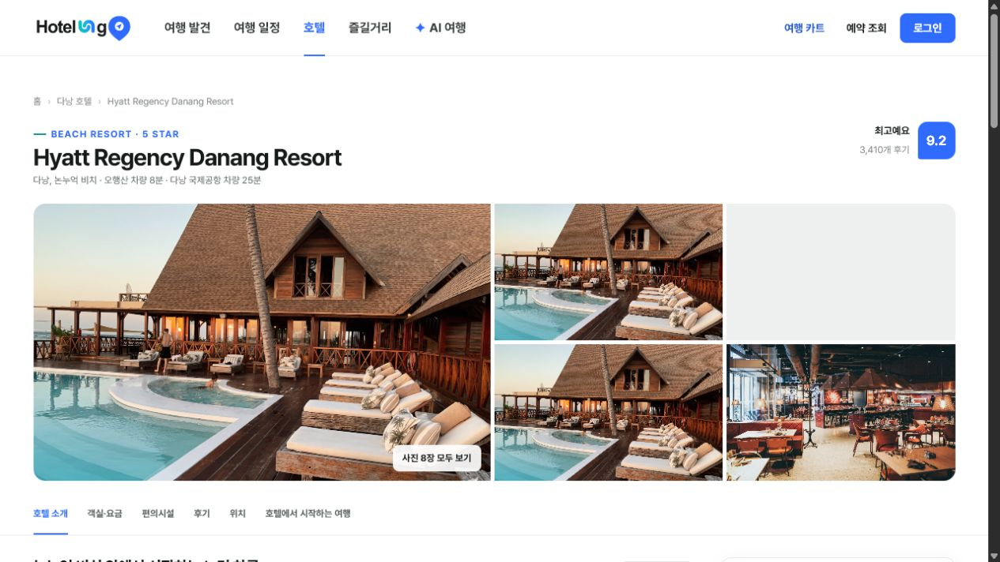 Hotel g
여행 발견
여행 일정
호텔
즐길거리
AI 여행
여행 카트
예약 조회
로그인
홈 › 다낭 호텔 › Hyatt Regency Danang Resort
BEACH RESORT · 5 STAR
Hyatt Regency Danang Resort
다낭, 논누억 비치 · 오행산 차량 8분 · 다낭 국제공항 차량 25분
최고예요
3,410개 후기
9.2
사진 8장 모두 보기
호텔 소개
객실·요금
편의시설
후기
위치
호텔에서 시작하는 여행